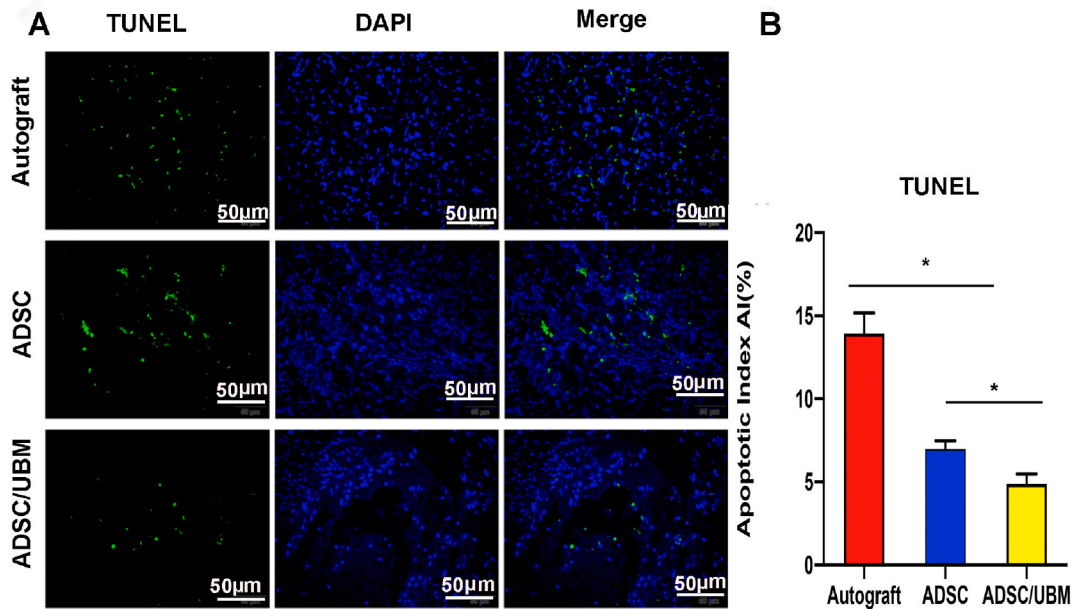 A
TUNEL
DAPI
Merge
Autograft
50µm
50µm
50µm
ADSC
50µm
50µm
50µm
ADSC/UBM
50µm
50µm
50µm
B
TUNEL
Apoptotic Index AI(%)
20
15
10
5
0
*
*
Autograft
ADSC
ADSC/UBM